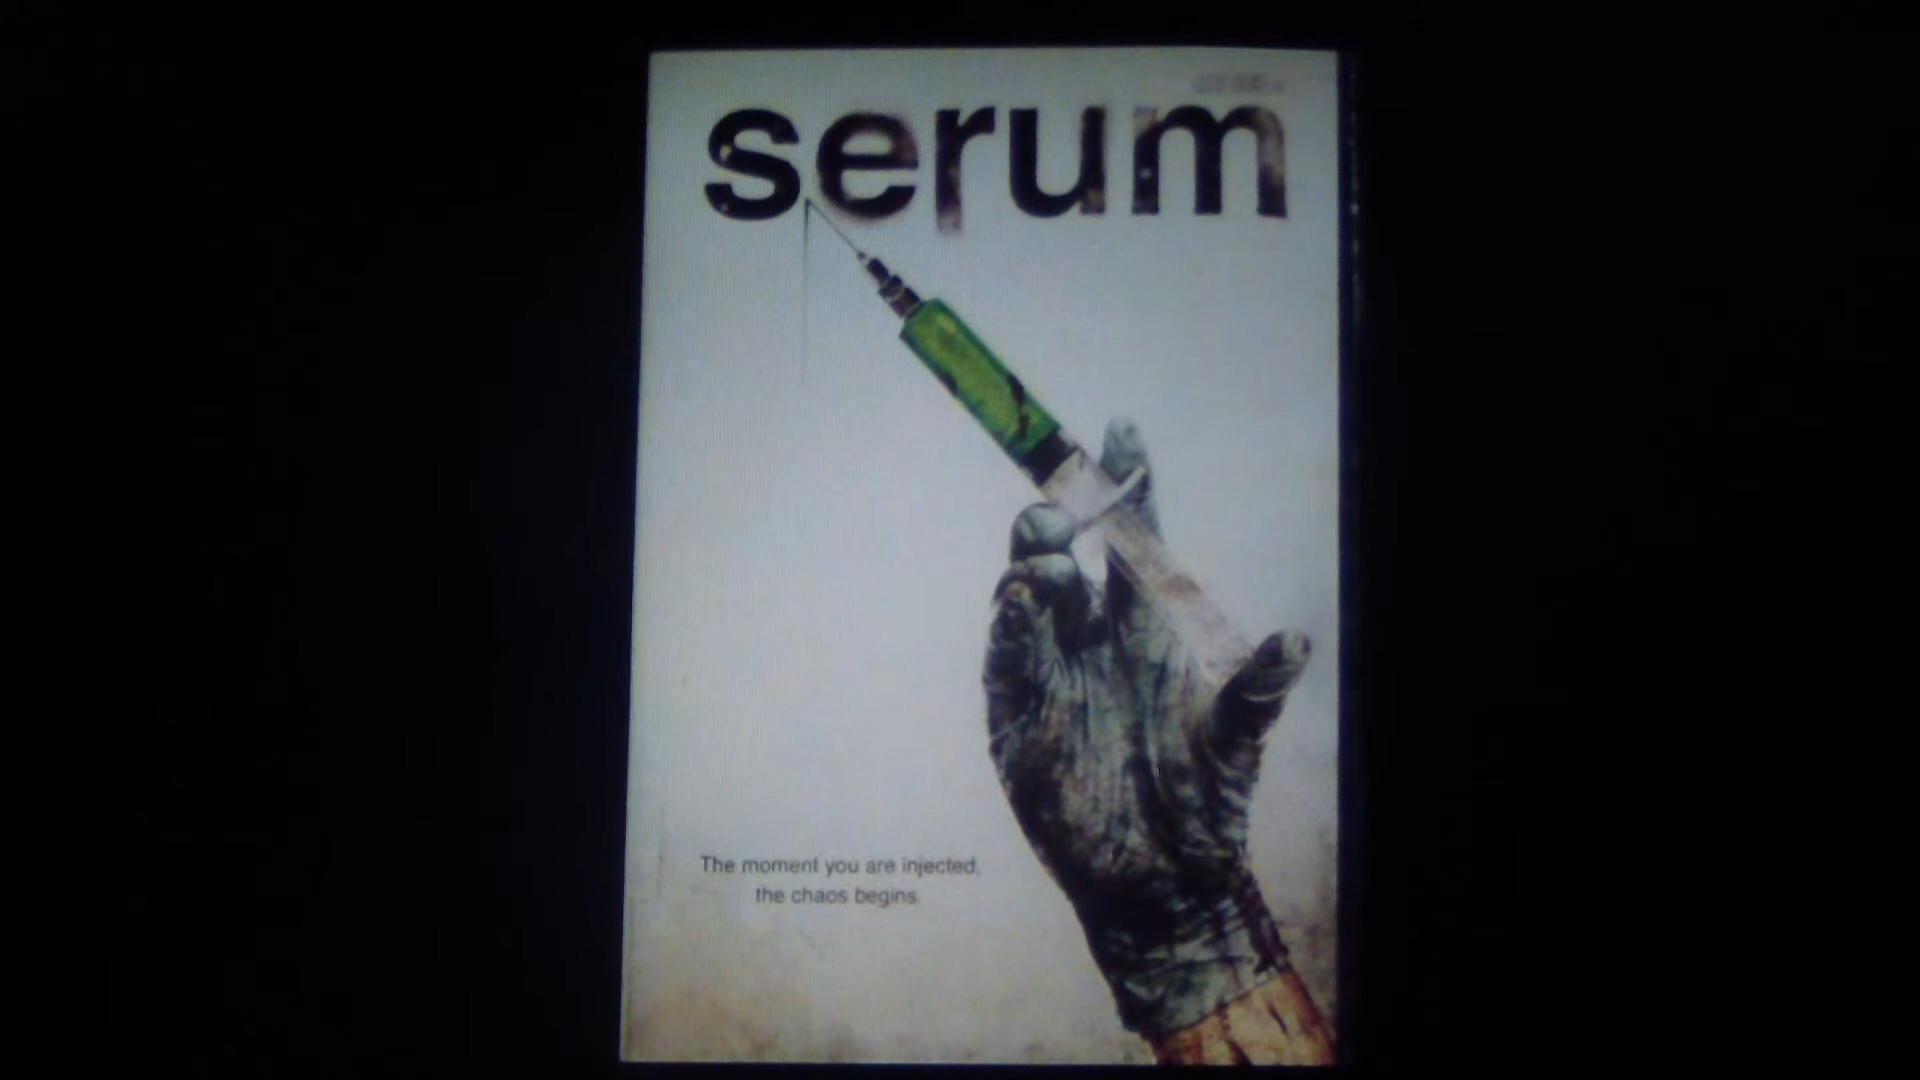 serum
The moment you are injected,
the chaos begins.